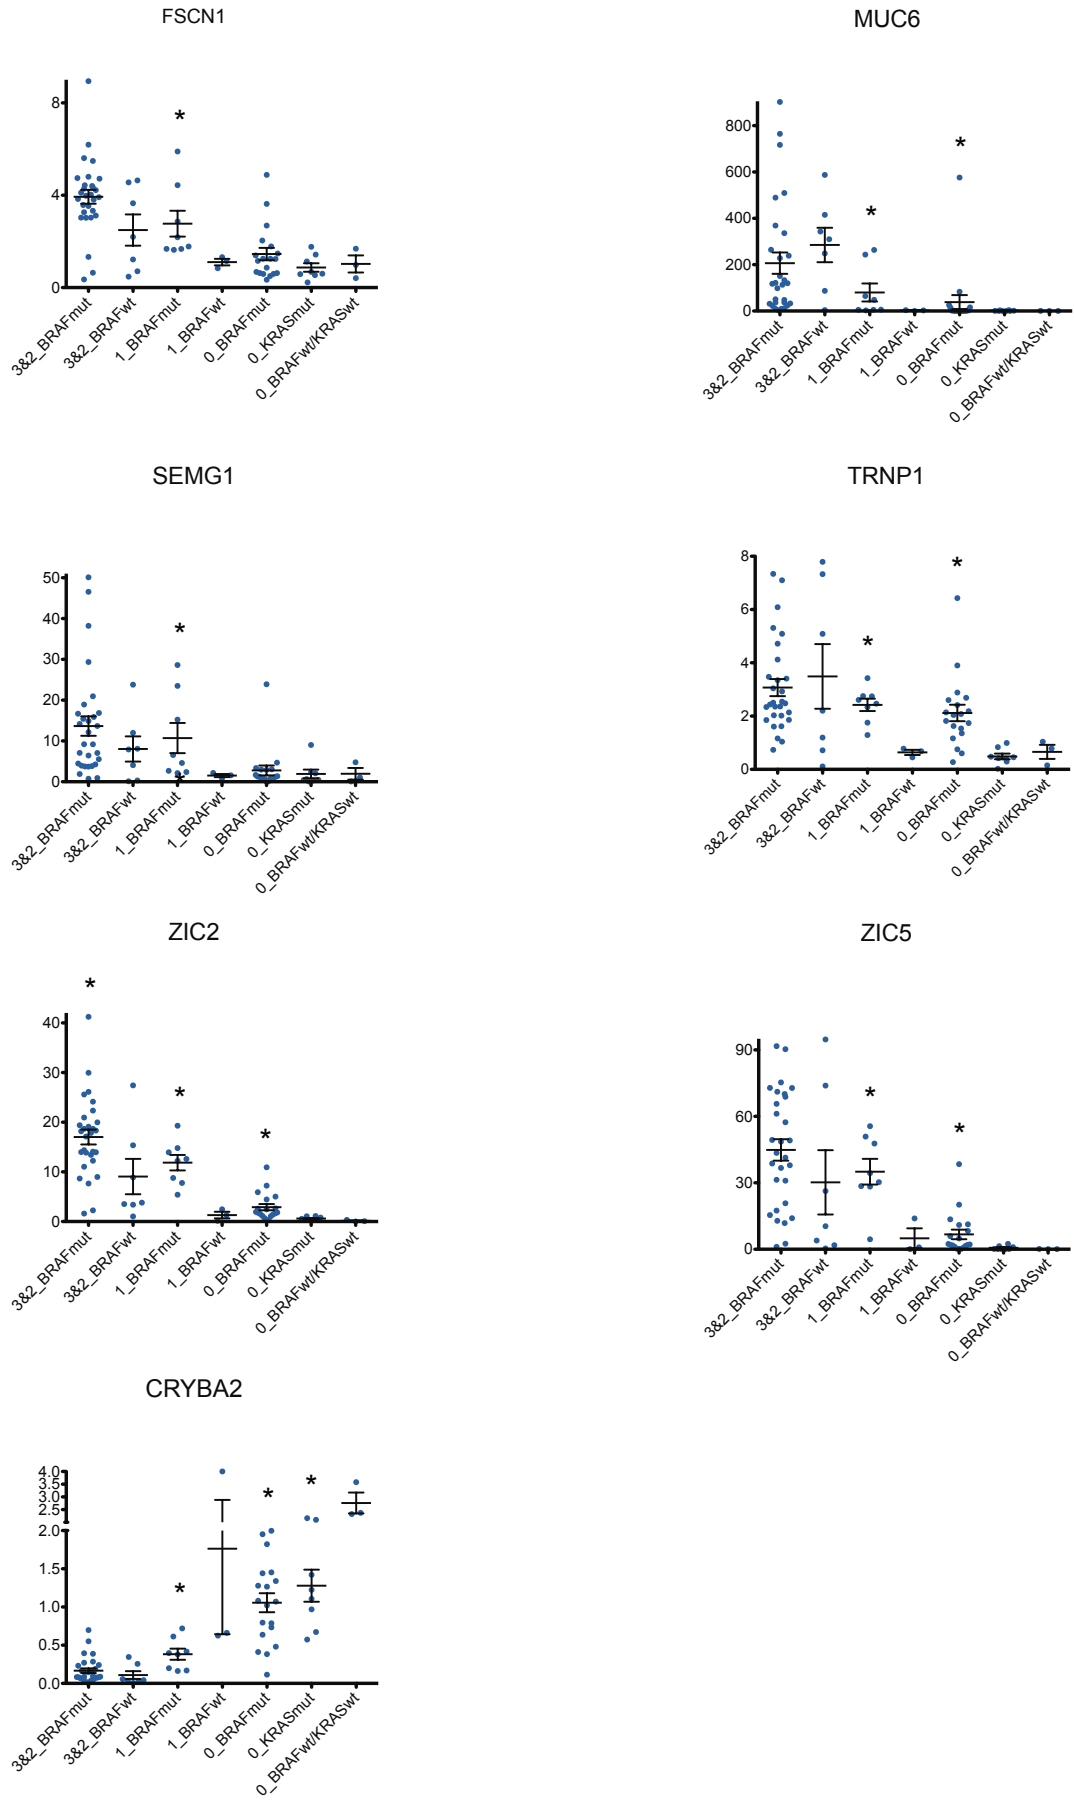 FSCN1
*
8
4
0
3&2_BRAFmut
3&2_BRAFwt
1_BRAFmut
1_BRAFwt
0_BRAFmut
0_KRASmut
0_BRAFwt/KRASwt
MUC6
*
*
800
600
400
200
0
3&2_BRAFmut
3&2_BRAFwt
1_BRAFmut
1_BRAFwt
0_BRAFmut
0_KRASmut
0_BRAFwt/KRASwt
SEMG1
*
50
40
30
20
10
0
3&2_BRAFmut
3&2_BRAFwt
1_BRAFmut
1_BRAFwt
0_BRAFmut
0_KRASmut
0_BRAFwt/KRASwt
TRNP1
*
*
8
6
4
2
0
3&2_BRAFmut
3&2_BRAFwt
1_BRAFmut
1_BRAFwt
0_BRAFmut
0_KRASmut
0_BRAFwt/KRASwt
ZIC2
*
*
*
40
30
20
10
0
3&2_BRAFmut
3&2_BRAFwt
1_BRAFmut
1_BRAFwt
0_BRAFmut
0_KRASmut
0_BRAFwt/KRASwt
ZIC5
*
*
90
60
30
0
3&2_BRAFmut
3&2_BRAFwt
1_BRAFmut
1_BRAFwt
0_BRAFmut
0_KRASmut
0_BRAFwt/KRASwt
CRYBA2
*
*
*
4.0
3.5
3.0
2.5
2.0
1.5
1.0
0.5
0.0
3&2_BRAFmut
3&2_BRAFwt
1_BRAFmut
1_BRAFwt
0_BRAFmut
0_KRASmut
0_BRAFwt/KRASwt